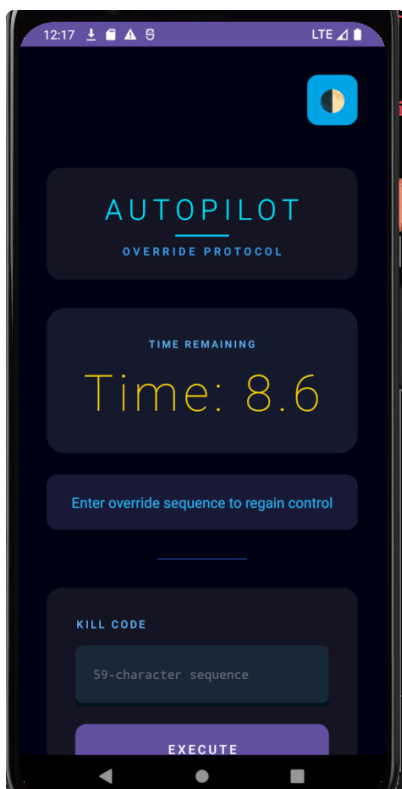 12:17 LTE
AUTOPILOT
OVERRIDE PROTOCOL
TIME REMAINING
Time: 8.6
Enter override sequence to regain control
KILL CODE
59-character sequence
EXECUTE